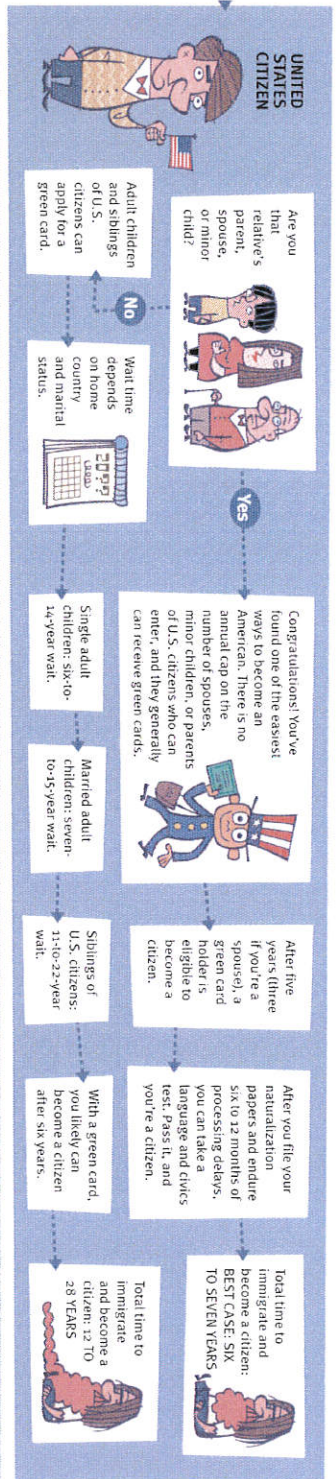 UNITED
STATES
CITIZEN
Are you
that
relative's
parent,
spouse,
or minor
child?
No
Yes
Adult children
and siblings
of U.S.
citizens can
apply for a
green card.
Wait time
depends
on home
country
and marital
status.
Single adult
children: six-to-
14-year wait.
Married adult
children: seven-
to-15-year wait.
Siblings of
U.S. citizens:
11-to-22-year
wait.
With a green card,
you likely can
become a citizen
after six years.
Total time to
immigrate
and become a
citizen: 12 TO
28 YEARS
Congratulations! You've
found one of the easiest
ways to become an
American. There is no
annual cap on the
number of spouses,
minor children, or parents
of U.S. citizens who can
enter, and they generally
can receive green cards.
After five
years (three
if you're a
spouse), a
green card
holder is
eligible to
become a
citizen.
After you file your
naturalization
papers and endure
six to 12 months of
processing delays,
you can take a
language and civics
test. Pass it, and
you're a citizen.
Total time to
immigrate and
become a citizen:
BEST CASE: SIX
TO SEVEN YEARS